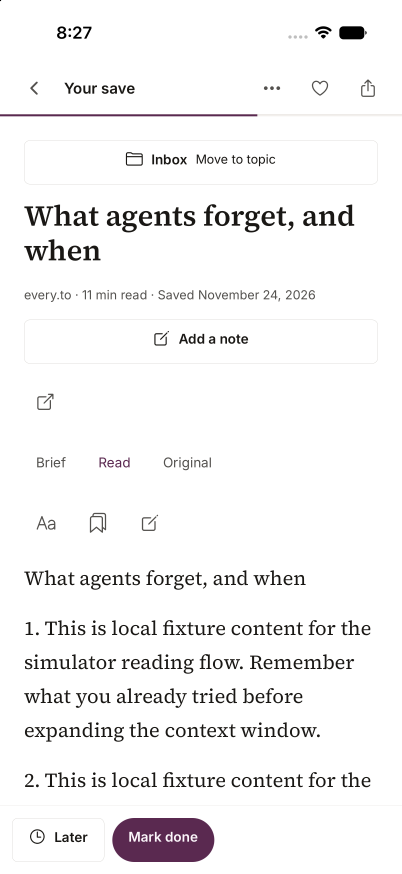 8:27
Your save
Inbox Move to topic
What agents forget, and
when
every.to · 11 min read · Saved November 24, 2026
Add a note
Brief Read Original
Aa
What agents forget, and when
1. This is local fixture content for the
simulator reading flow. Remember
what you already tried before
expanding the context window.
2. This is local fixture content for the
Later Mark done